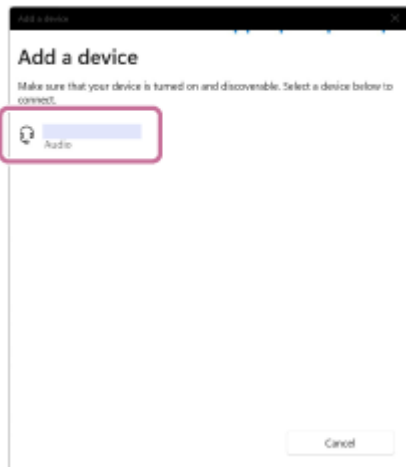 Add a device
Add a device
Make sure that your device is turned on and discoverable. Select a device below to
connect.
Audio
Cancel